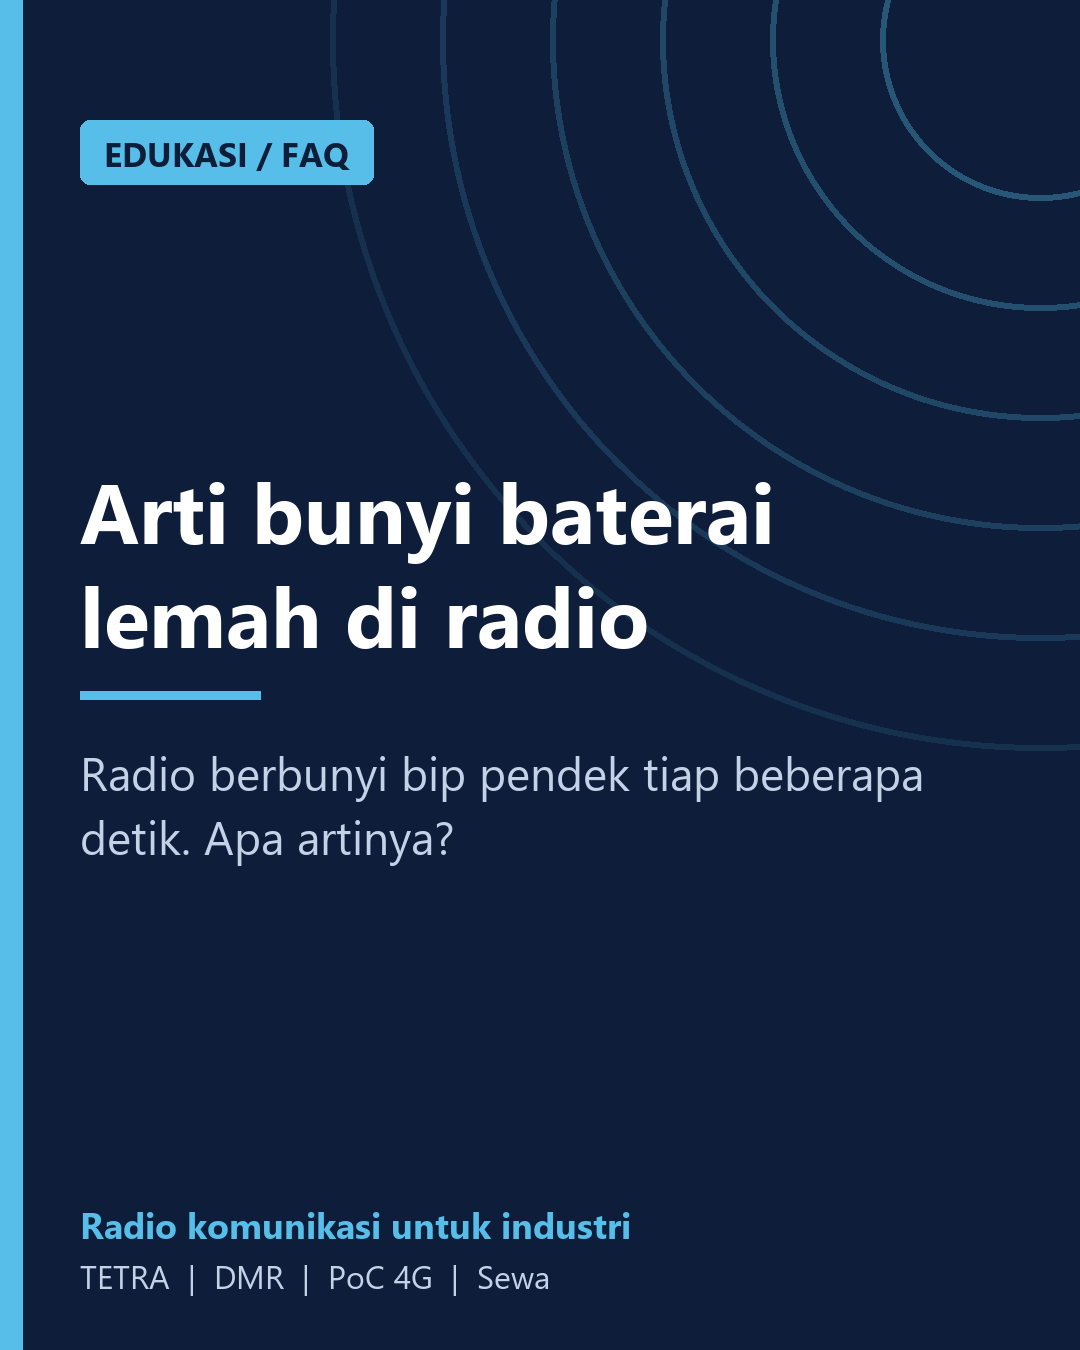 EDUKASI / FAQ
Arti bunyi baterai
lemah di radio
Radio berbunyi bip pendek tiap beberapa
detik. Apa artinya?
Radio komunikasi untuk industri
TETRA | DMR | PoC 4G | Sewa